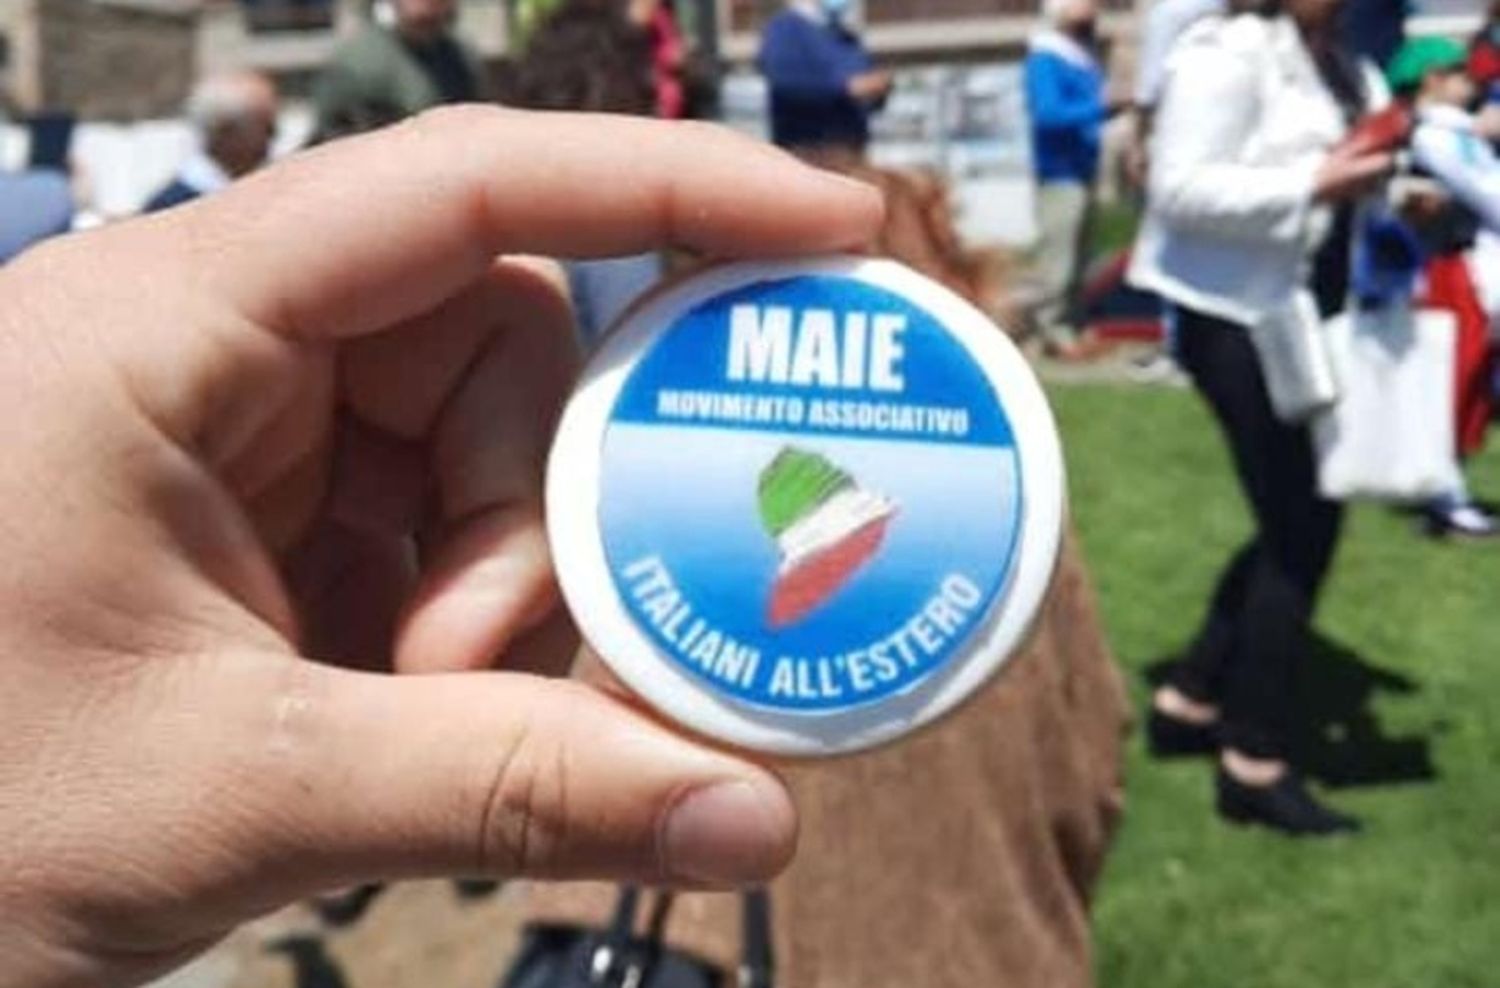 MAIE
MOVIMENTO ASSOCIATIVO
ITALIANI ALL'ESTERO